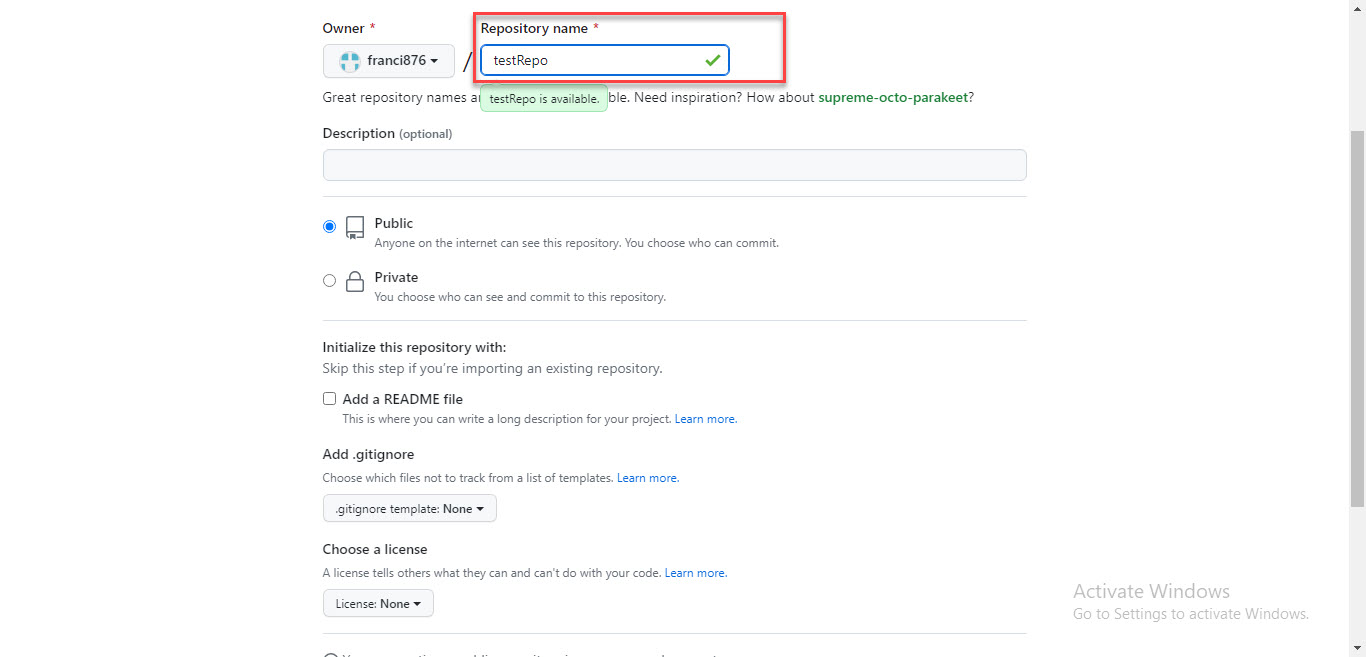 Owner *
Repository name *
franci876
/
testRepo
Great repository names a
testRepo is available.
ble. Need inspiration? How about supreme-octo-parakeet?
Description (optional)
Public
Anyone on the internet can see this repository. You choose who can commit.
Private
You choose who can see and commit to this repository.
Initialize this repository with:
Skip this step if you're importing an existing repository.
Add a README file
This is where you can write a long description for your project. Learn more.
Add .gitignore
Choose which files not to track from a list of templates. Learn more.
.gitignore template: None
Choose a license
A license tells others what they can and can't do with your code. Learn more.
License: None
Activate Windows
Go to Settings to activate Windows.